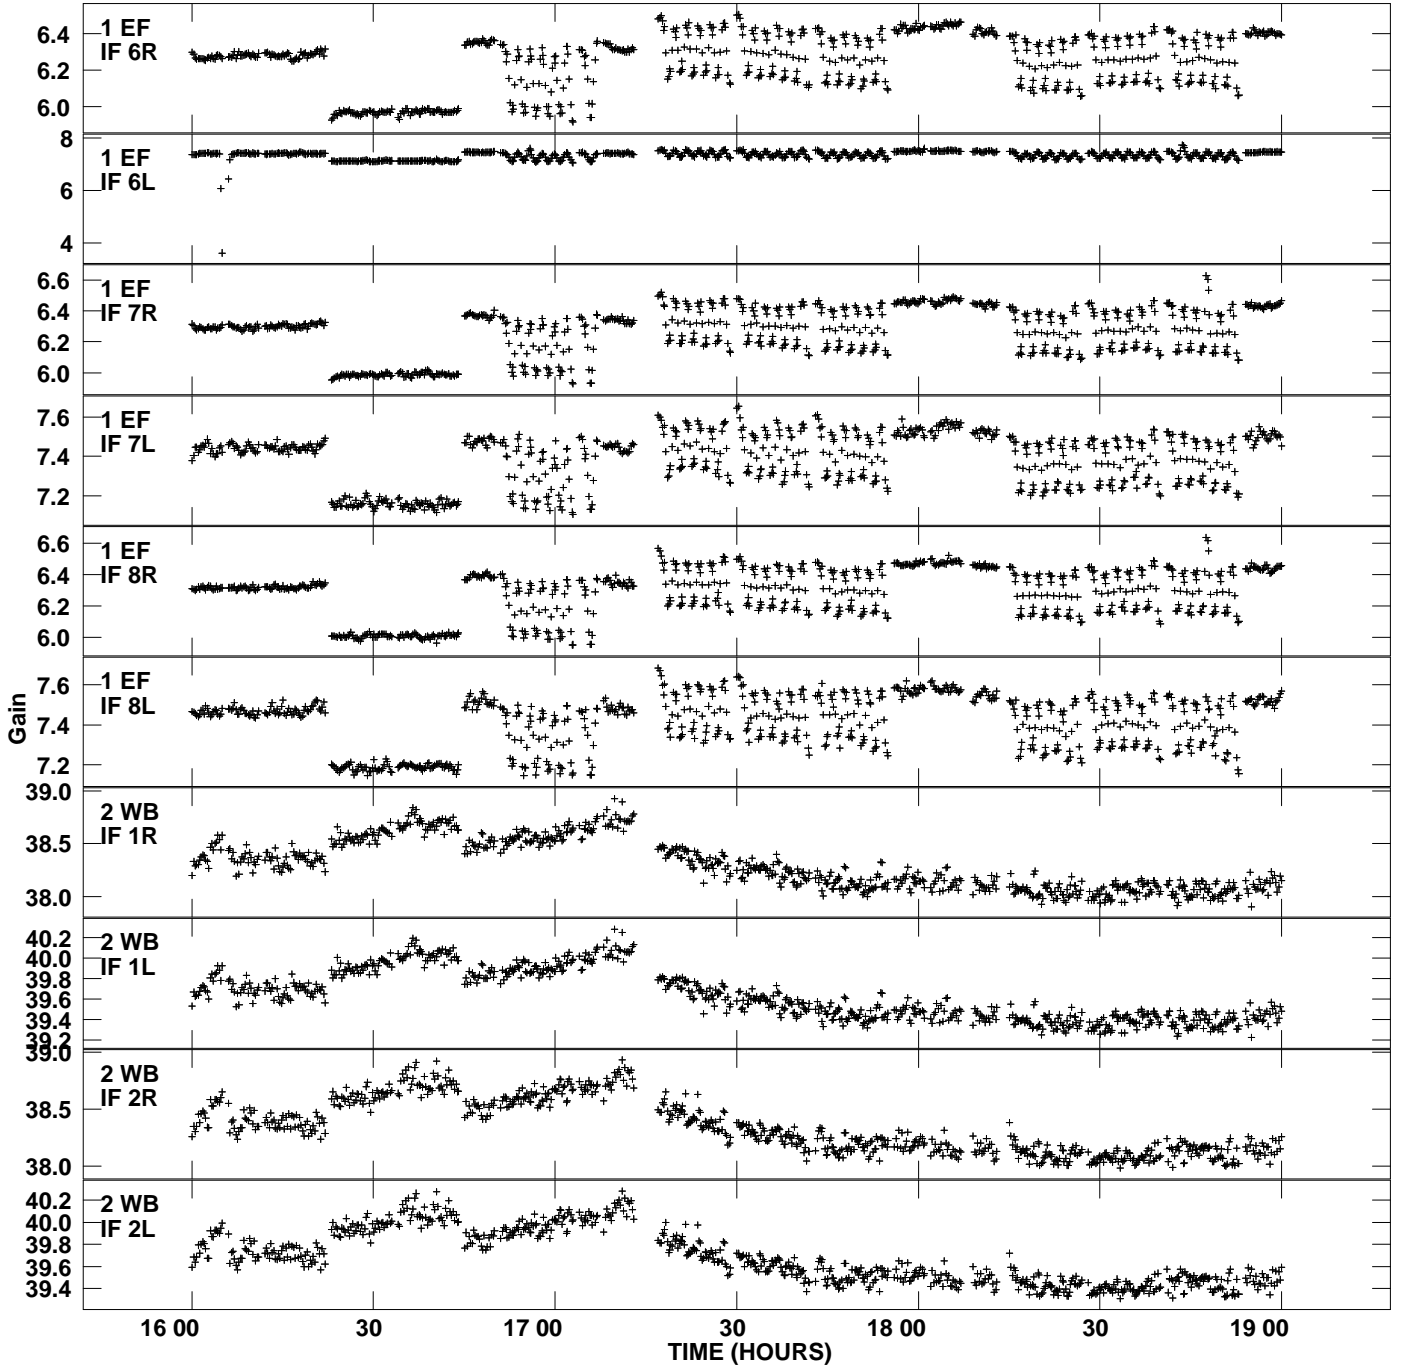 1 EF
IF 6R
6.4
6.2
6.0
1 EF
IF 6L
8
6
4
1 EF
IF 7R
6.6
6.4
6.2
6.0
1 EF
IF 7L
7.6
7.4
7.2
1 EF
IF 8R
6.6
6.4
6.2
6.0
1 EF
IF 8L
7.6
7.4
7.2
Gain
2 WB
IF 1R
39.0
38.5
38.0
2 WB
IF 1L
40.2
40.0
39.8
39.6
39.4
39.2
2 WB
IF 2R
39.0
38.5
38.0
2 WB
IF 2L
40.2
40.0
39.8
39.6
39.4
16 00 30 17 00 30 18 00 30 19 00
TIME (HOURS)